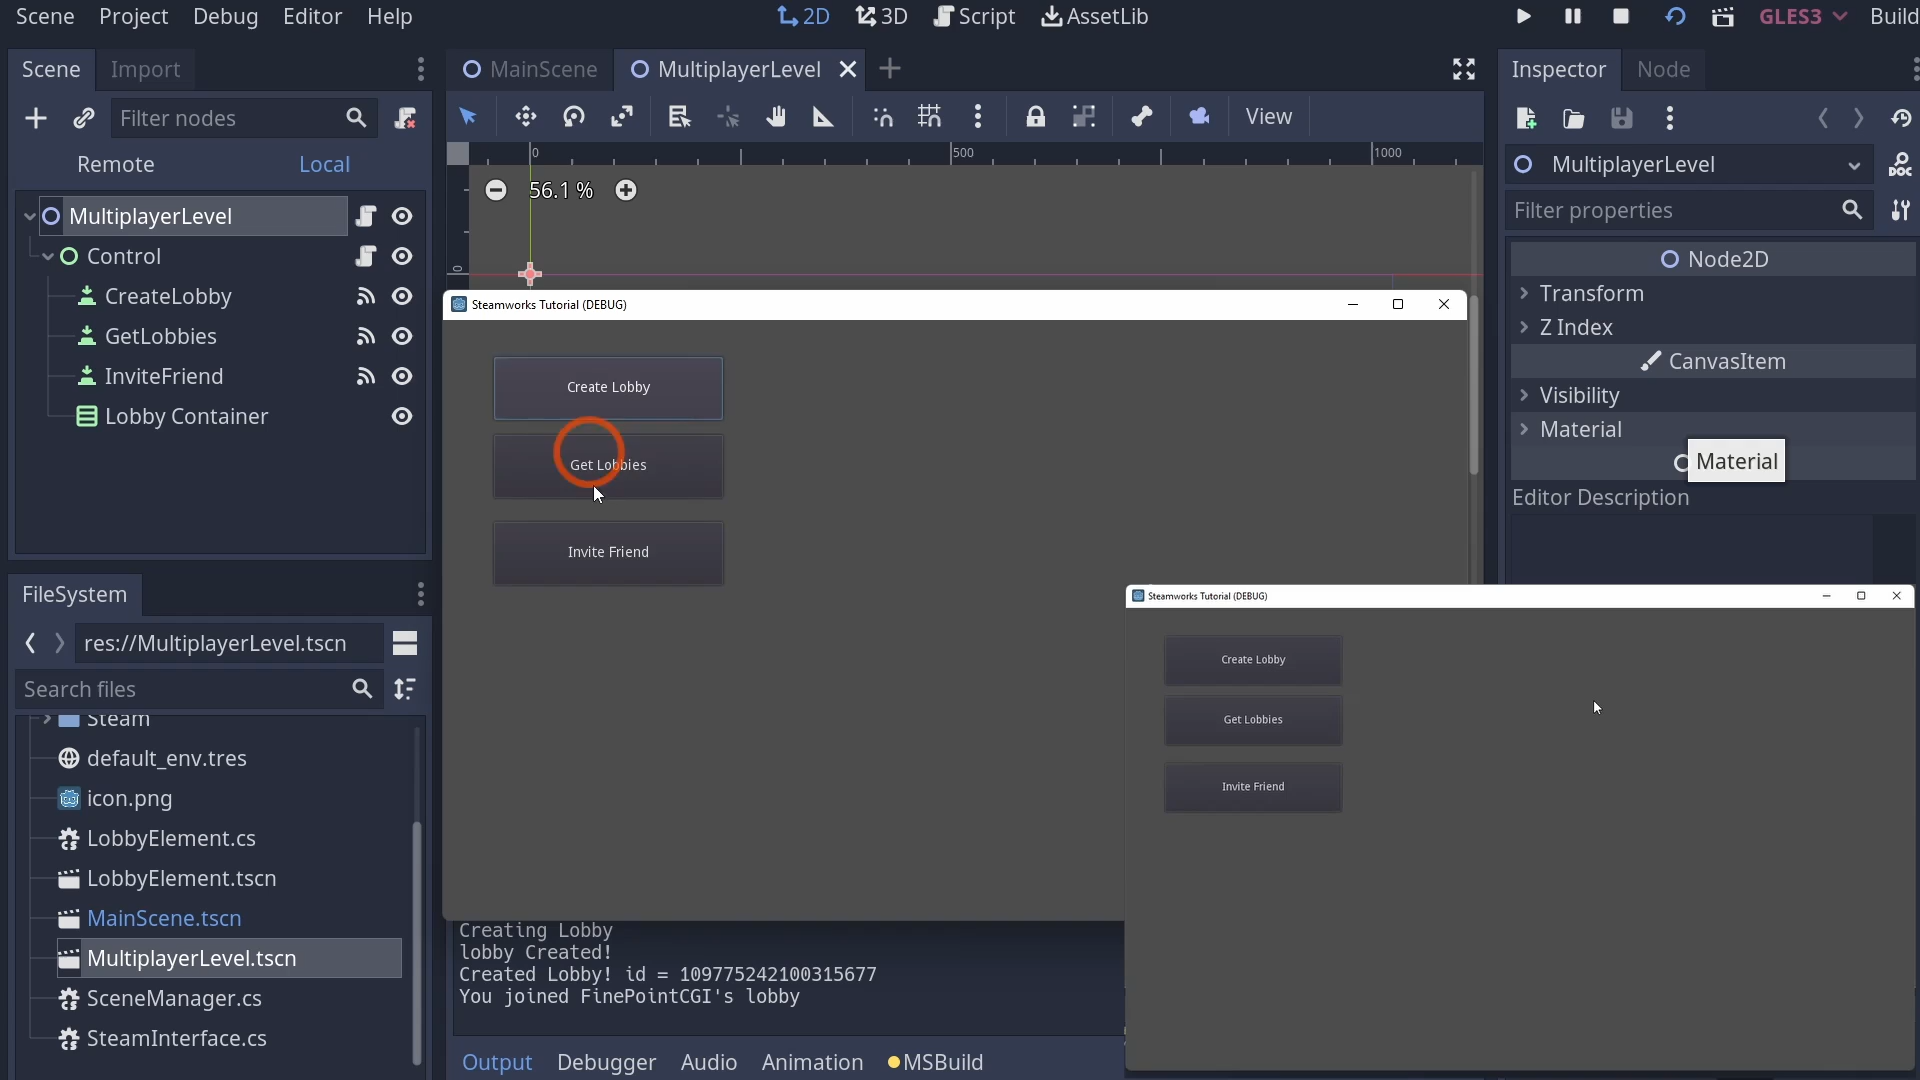 Scene Project Debug Editor Help
2D 3D Script AssetLib
GLES3 Build
Scene Import
Filter nodes
Remote Local
MultiplayerLevel
Control
CreateLobby
GetLobbies
InviteFriend
Lobby Container
FileSystem
res://MultiplayerLevel.tscn
Search files
Steam
default_env.tres
icon.png
LobbyElement.cs
LobbyElement.tscn
MainScene.tscn
MultiplayerLevel.tscn
SceneManager.cs
SteamInterface.cs
MainScene MultiplayerLevel
View
0 500 1000
56.1 %
0
Steamworks Tutorial (DEBUG)
Create Lobby
Get Lobbies
Invite Friend
Creating Lobby
lobby Created!
Created Lobby! id = 109775242100315677
You joined FinePointCGI's lobby
Output Debugger Audio Animation MSBuild
Inspector Node
MultiplayerLevel
DOC
Filter properties
Node2D
Transform
Z Index
CanvasItem
Visibility
Material
Material
Editor Description
Steamworks Tutorial (DEBUG)
Create Lobby
Get Lobbies
Invite Friend